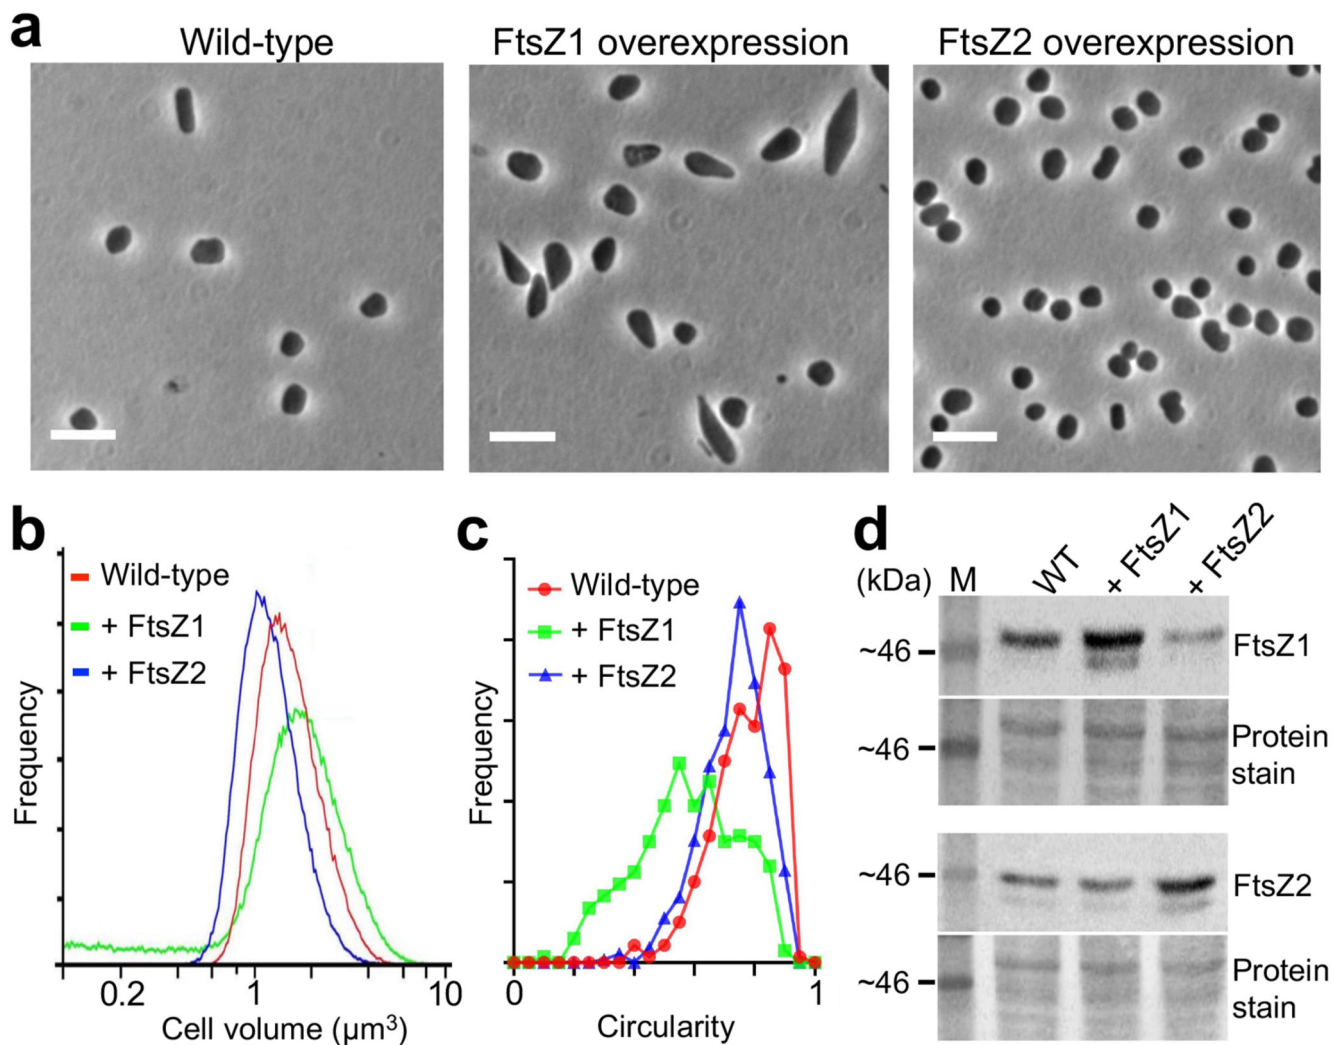 a
Wild-type
FtsZ1 overexpression
FtsZ2 overexpression
b
Wild-type
+ FtsZ1
+ FtsZ2
Frequency
0.2
1
10
Cell volume (µm³)
c
Wild-type
+ FtsZ1
+ FtsZ2
Frequency
0
1
Circularity
d
(kDa)
M
WT
+ FtsZ1
+ FtsZ2
~46
FtsZ1
~46
Protein
stain
~46
FtsZ2
~46
Protein
stain